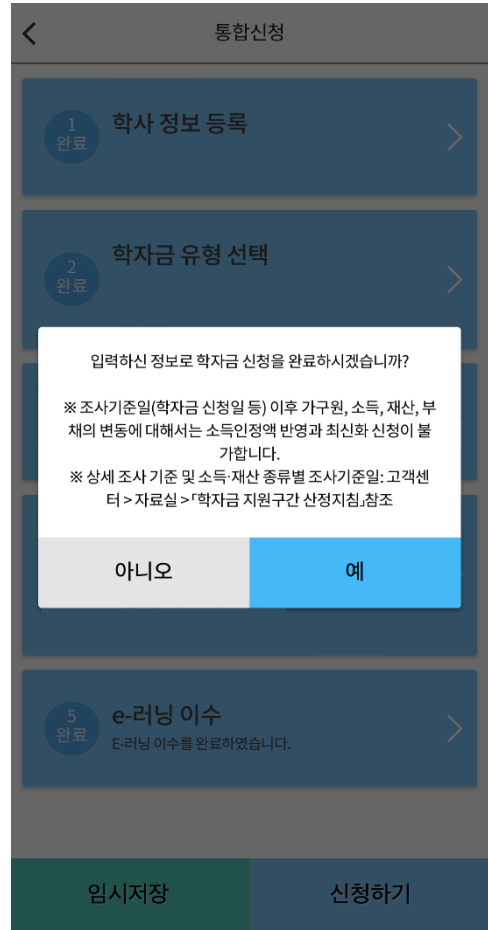 통합신청
1
완료
학사 정보 등록
2
완료
학자금 유형 선택
입력하신 정보로 학자금 신청을 완료하시겠습니까?
※ 조사기준일(학자금 신청일 등) 이후 가구원, 소득, 재산, 부
채의 변동에 대해서는 소득인정액 반영과 최신화 신청이 불
가합니다.
※ 상세 조사 기준 및 소득·재산 종류별 조사기준일: 고객센
터 > 자료실 >「학자금 지원구간 산정지침」참조
아니오
예
5
완료
e-러닝 이수
E-러닝 이수를 완료하였습니다.
임시저장
신청하기